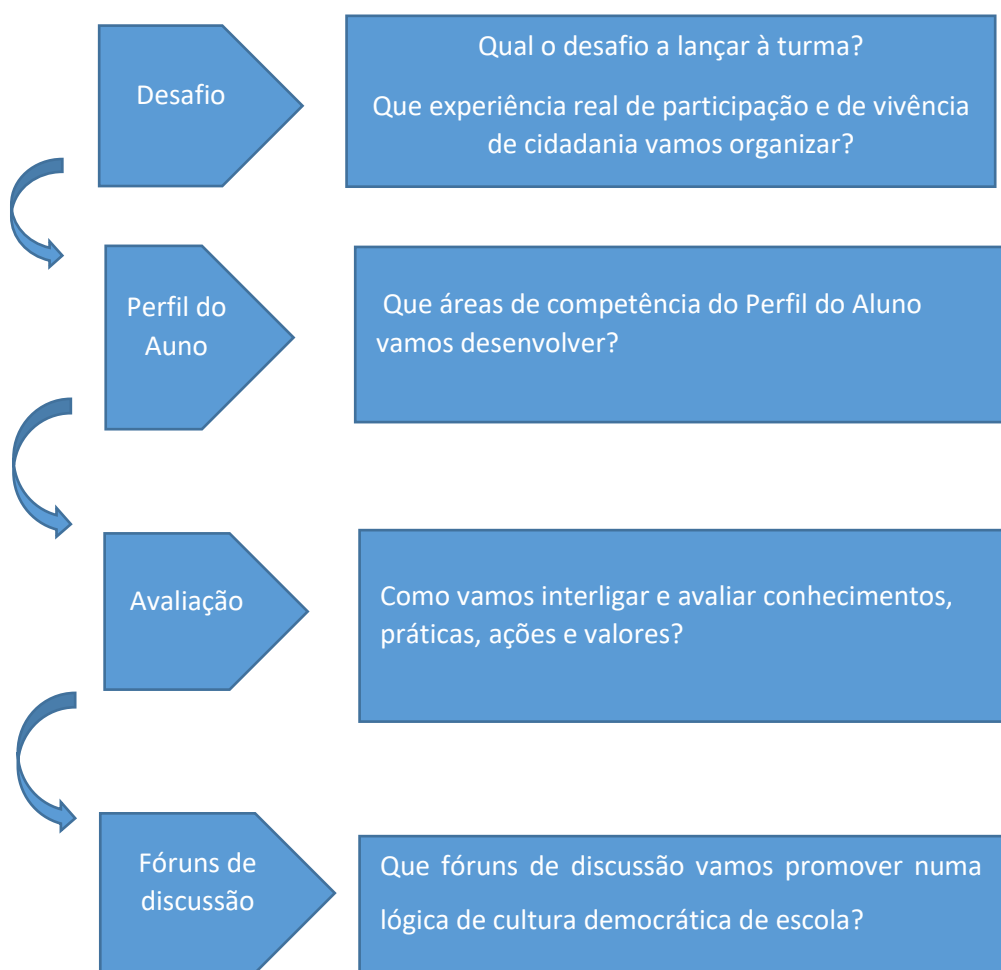 Desafio
Qual o desafio a lançar à turma?
Que experiência real de participação e de vivência
de cidadania vamos organizar?
Perfil do
Auno
Que áreas de competência do Perfil do Aluno
vamos desenvolver?
Avaliação
Como vamos interligar e avaliar conhecimentos,
práticas, ações e valores?
Fóruns de
discussão
Que fóruns de discussão vamos promover numa
lógica de cultura democrática de escola?